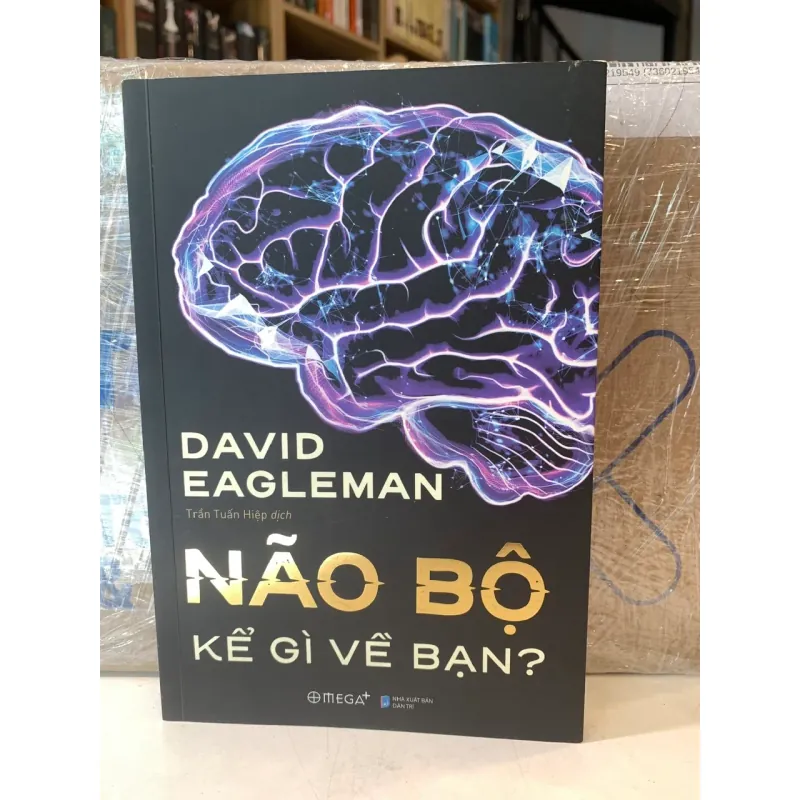 DAVID
EAGLEMAN
Trần Tuấn Hiệp dịch
NÃO BỘ
KỂ GÌ VỀ BẠN?
OMEGA+
NHÀ XUẤT BẢN
DÂN TRÍ